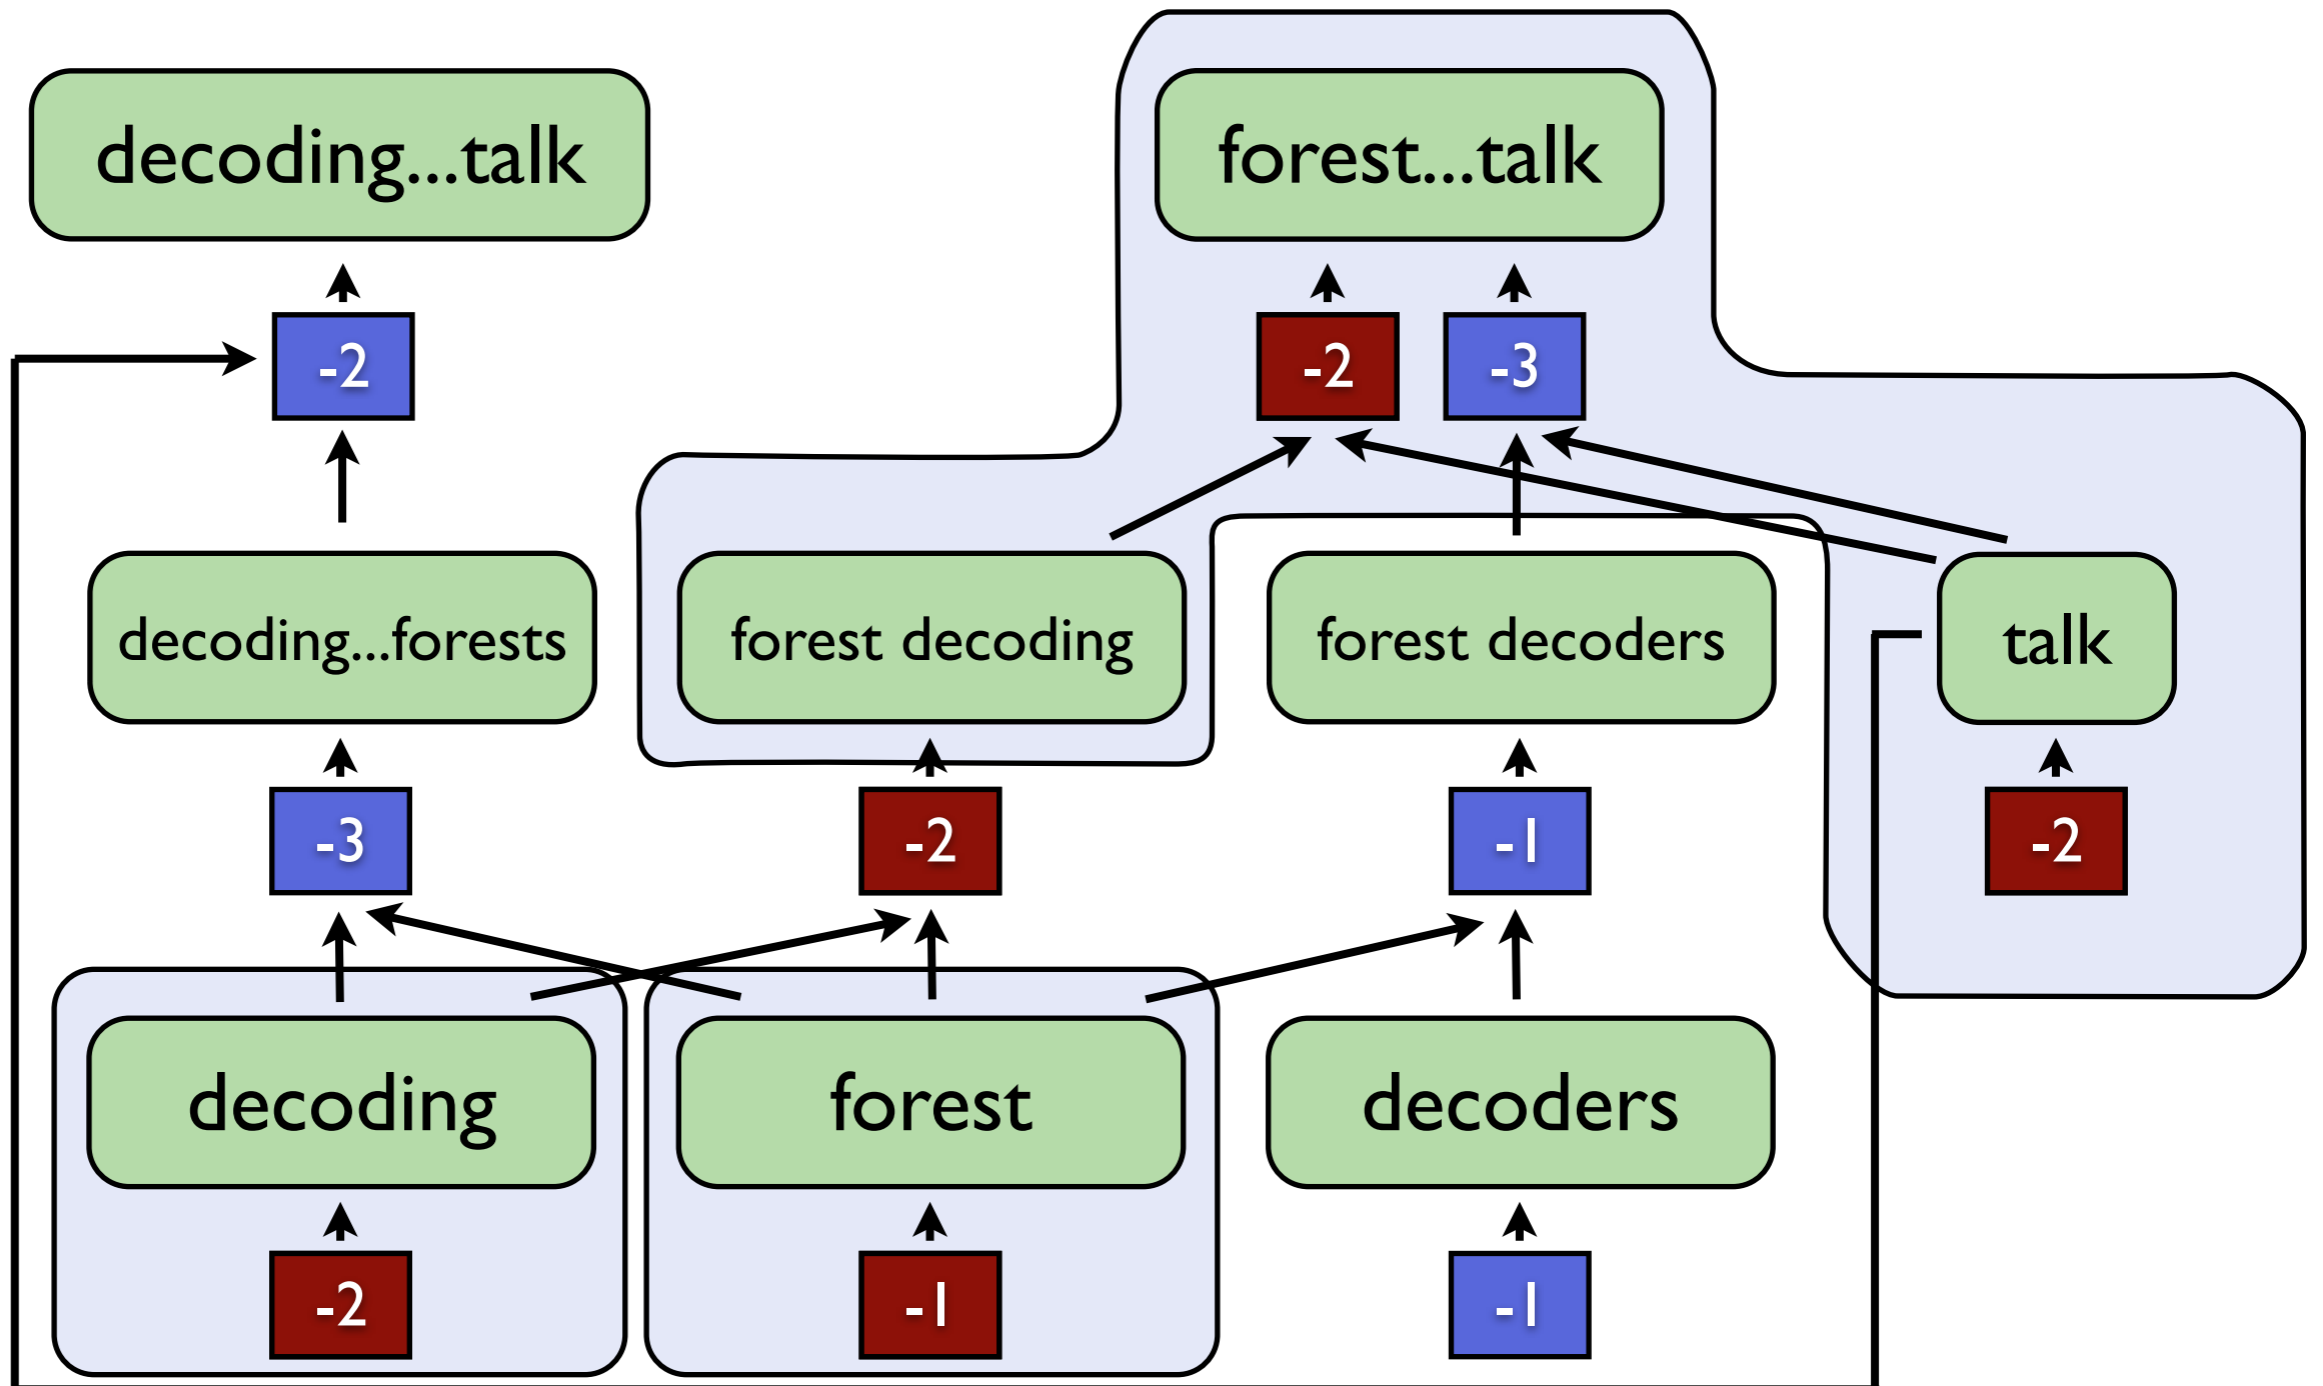 decoding...talk
forest...talk
-2
-2
-3
decoding...forests
forest decoding
forest decoders
talk
-3
-2
-1
-2
decoding
forest
decoders
-2
-1
-1